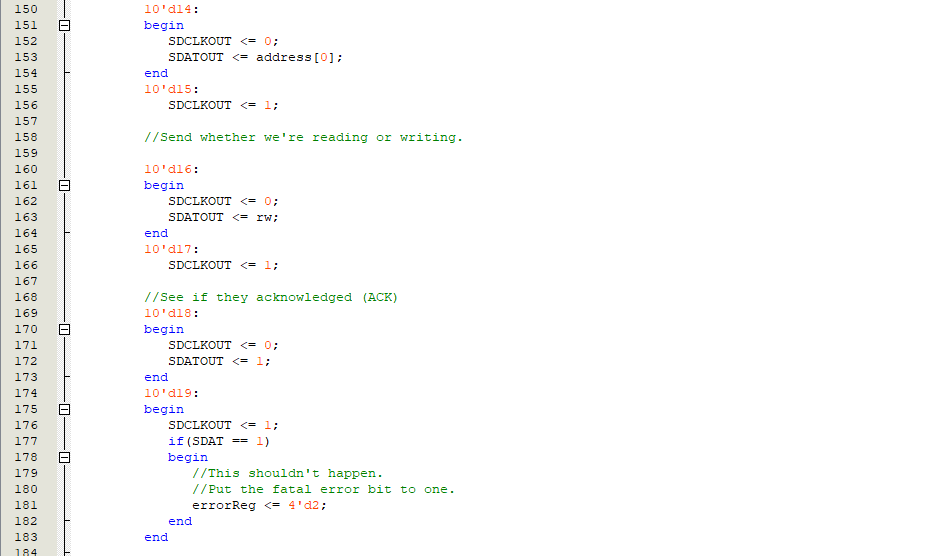 150 10'd14:
151 begin
152 SDCLKOUT <= 0;
153 SDATOUT <= address[0];
154 end
155 10'd15:
156 SDCLKOUT <= 1;
157
158 //Send whether we're reading or writing.
159
160 10'd16:
161 begin
162 SDCLKOUT <= 0;
163 SDATOUT <= rw;
164 end
165 10'd17:
166 SDCLKOUT <= 1;
167
168 //See if they acknowledged (ACK)
169 10'd18:
170 begin
171 SDCLKOUT <= 0;
172 SDATOUT <= 1;
173 end
174 10'd19:
175 begin
176 SDCLKOUT <= 1;
177 if(SDAT == 1)
178 begin
179 //This shouldn't happen.
180 //Put the fatal error bit to one.
181 errorReg <= 4'd2;
182 end
183 end
184